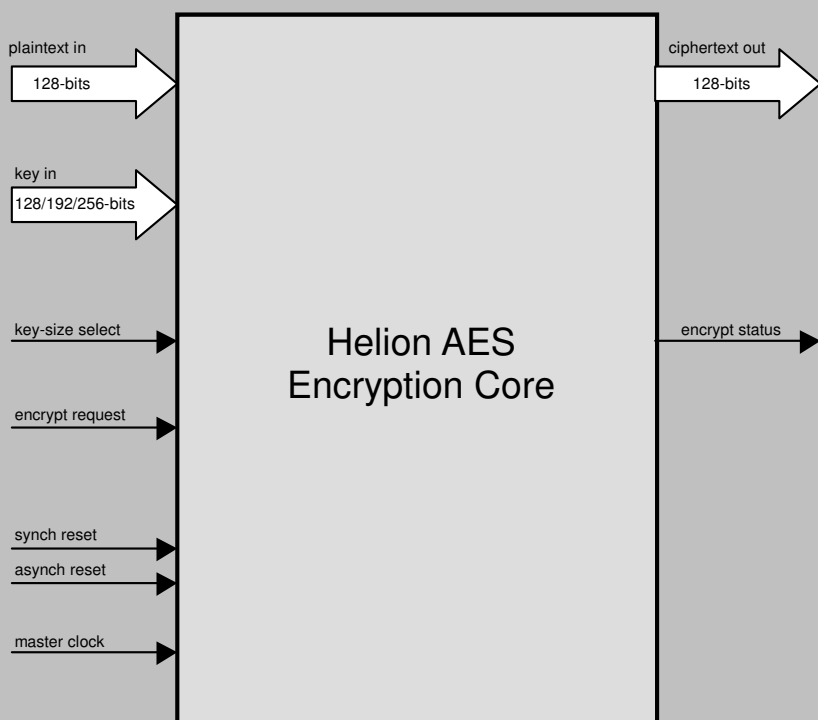 plaintext in
128-bits
ciphertext out
128-bits
key in
128/192/256-bits
key-size select
encrypt status
Helion AES
Encryption Core
encrypt request
synch reset
asynch reset
master clock